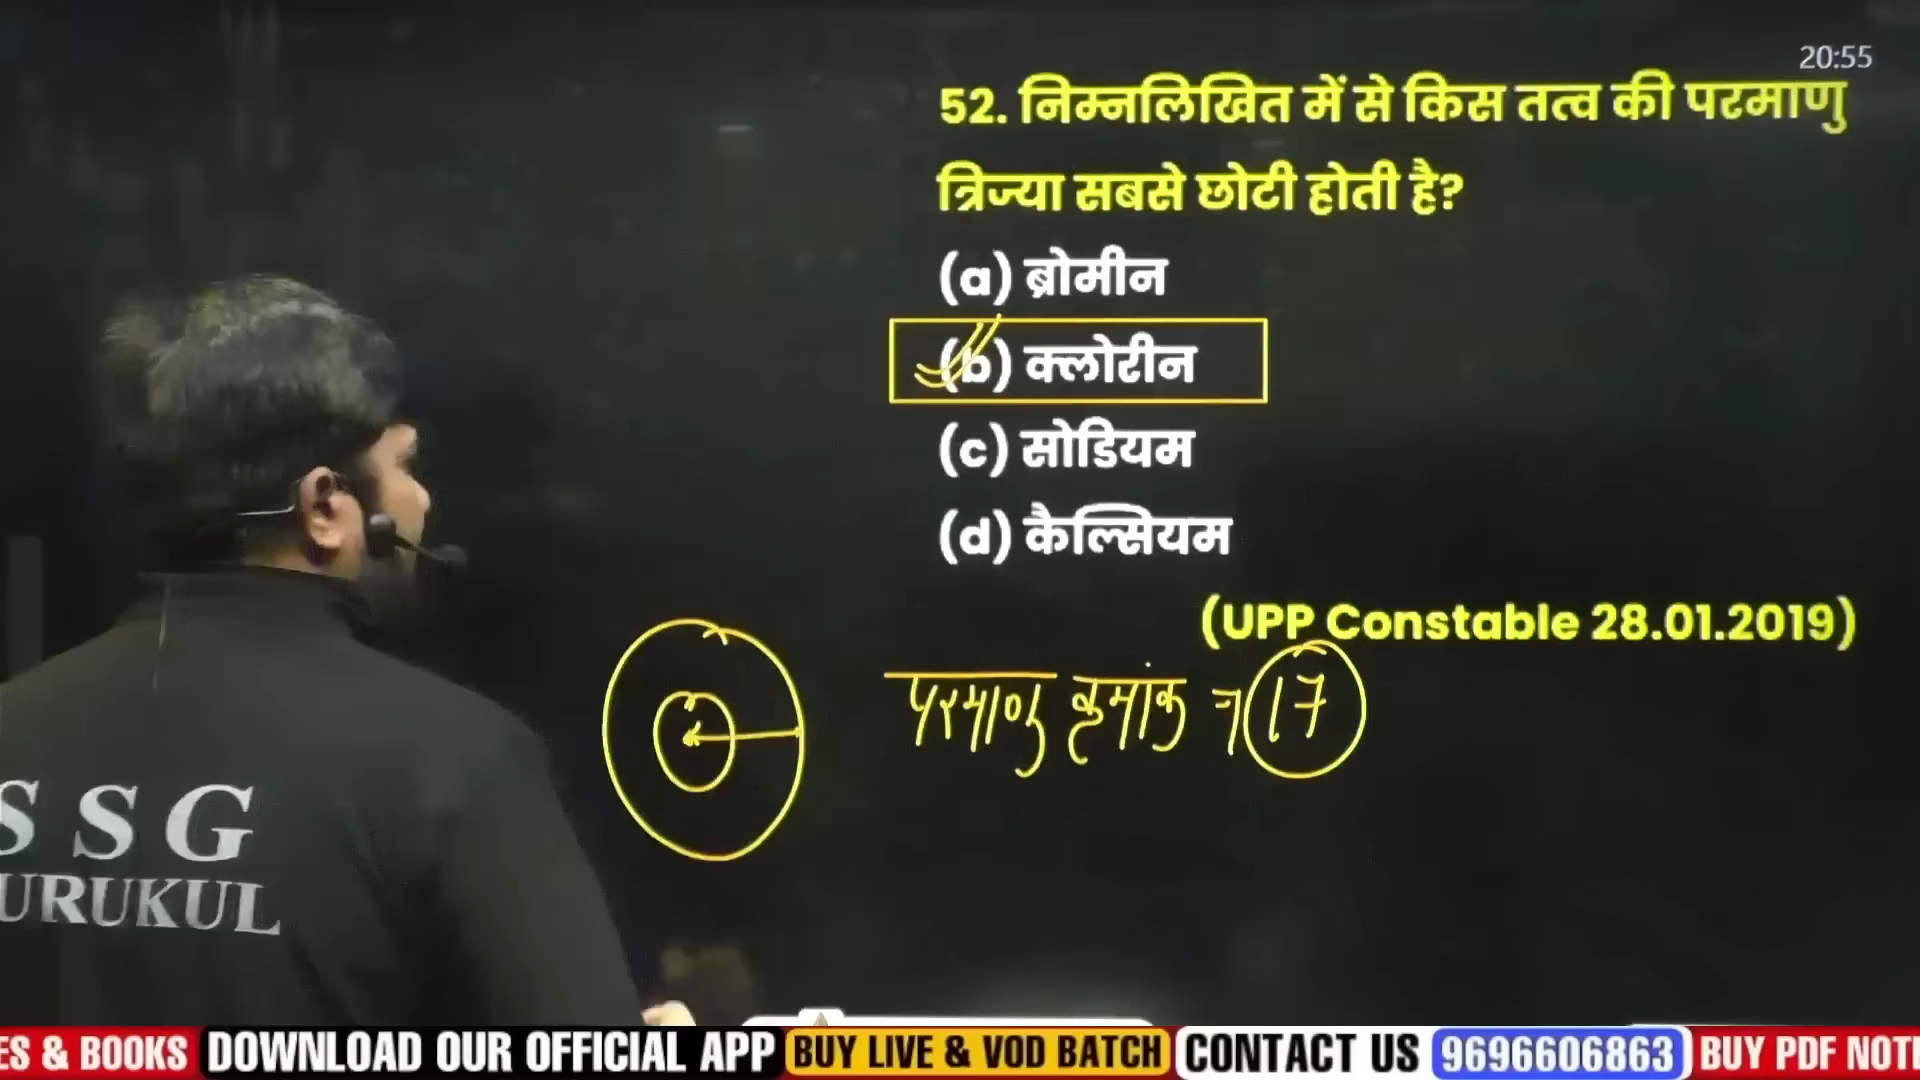 20:55
52. निम्नलिखित में से किस तत्व की परमाणु
त्रिज्या सबसे छोटी होती है?
(a) ब्रोमीन
(b) क्लोरीन
(c) सोडियम
(d) कैल्सियम
(UPP Constable 28.01.2019)
परमाणु क्रमांक 17
SSG
URUKUL
ES & BOOKS DOWNLOAD OUR OFFICIAL APP BUY LIVE & VOD BATCH CONTACT US 9696606863 BUY PDF NOT